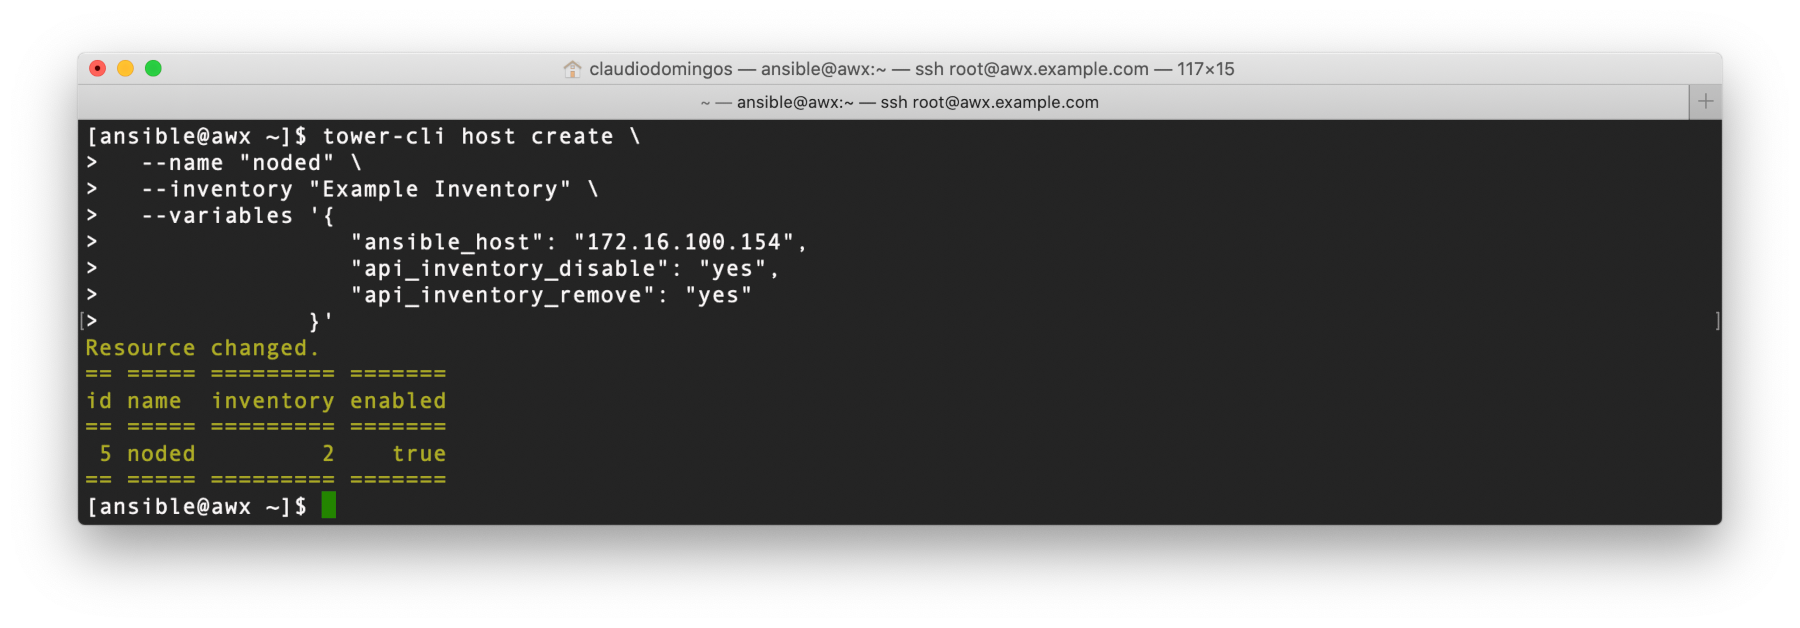 claudiodomingos — ansible@awx:~ — ssh root@awx.example.com — 117×15
~ — ansible@awx:~ — ssh root@awx.example.com
[ansible@awx ~]$ tower-cli host create \
>   --name "noded" \
>   --inventory "Example Inventory" \
>   --variables '{
>                  "ansible_host": "172.16.100.154",
>                  "api_inventory_disable": "yes",
>                  "api_inventory_remove": "yes"
[>               }' ]
Resource changed.
== ===== ========= =======
id name  inventory enabled
== ===== ========= =======
 5 noded         2    true
== ===== ========= =======
[ansible@awx ~]$